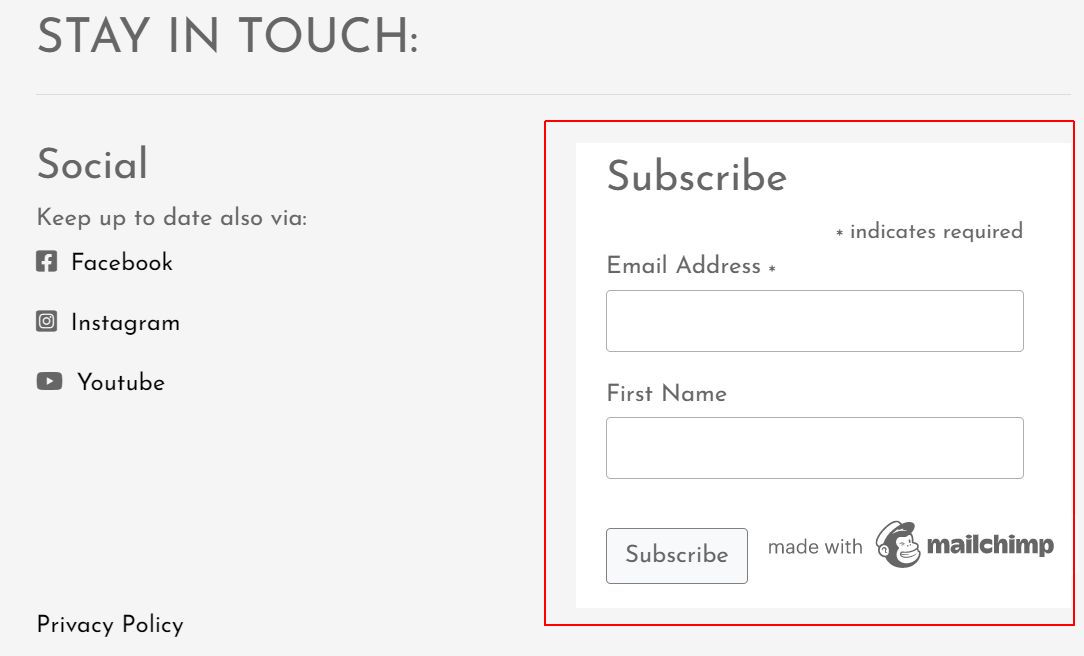 STAY IN TOUCH:
Social
Keep up to date also via:
Facebook
Instagram
Youtube
Privacy Policy
Subscribe
* indicates required
Email Address *
First Name
Subscribe
made with mailchimp